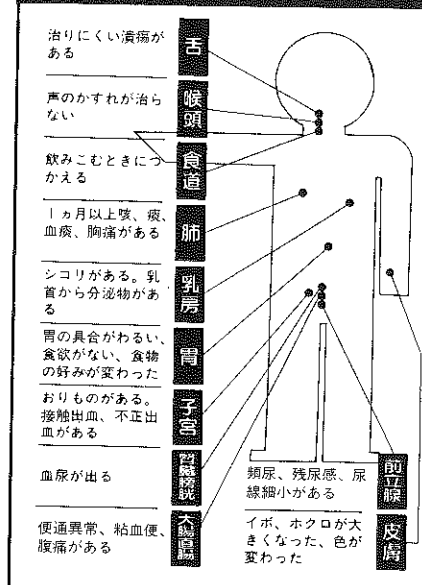 治りにくい潰瘍が
ある
舌
声のかすれが治ら
ない
喉頭
飲みこむときにつ
かえる
食道
1ヵ月以上咳、痰、
血痰、胸痛がある
肺
シコリがある。乳
首から分泌物があ
る
乳房
胃の具合がわるい、
食欲がない、食物
の好みが変わった
胃
おりものがある。
接触出血、不正出
血がある
子宮
血尿が出る
腎臓膀胱
便通異常、粘血便、
腹痛がある
大腸直腸
頻尿、残尿感、尿
線細小がある
前立腺
イボ、ホクロが大
きくなった、色が
変わった
皮膚